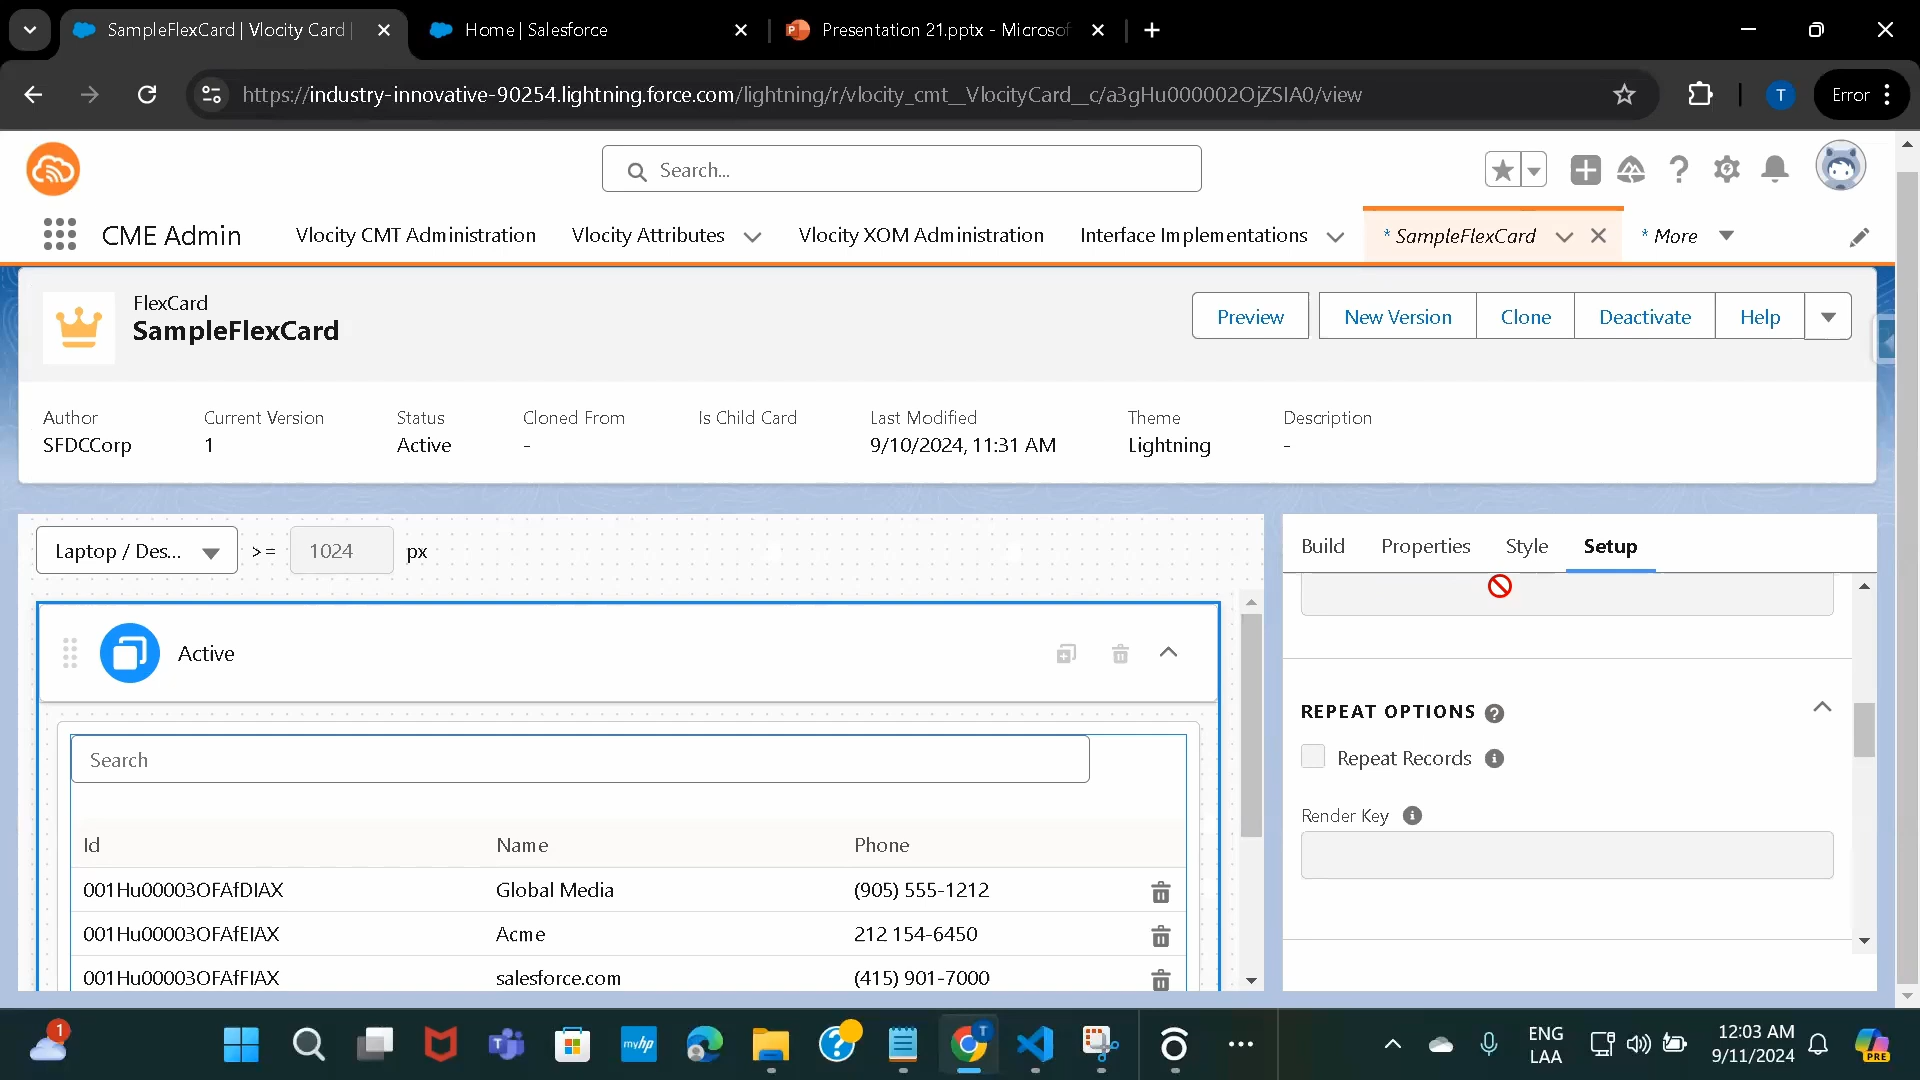 SampleFlexCard | Vlocity Card |
Home | Salesforce
Presentation 21.pptx - Microsof
https://industry-innovative-90254.lightning.force.com/lightning/r/vlocity_cmt__VlocityCard__c/a3gHu000002OjZSIA0/view
T
Error
Search...
CME Admin
Vlocity CMT Administration
Vlocity Attributes
Vlocity XOM Administration
Interface Implementations
* SampleFlexCard
* More
FlexCard
SampleFlexCard
Preview
New Version
Clone
Deactivate
Help
Author
Current Version
Status
Cloned From
Is Child Card
Last Modified
Theme
Description
SFDCCorp
1
Active
-
9/10/2024, 11:31 AM
Lightning
-
Laptop / Des...
>=
1024
px
Build
Properties
Style
Setup
Active
REPEAT OPTIONS
Repeat Records
Render Key
Search
Id Name Phone
001Hu00003OFAfDIAX Global Media (905) 555-1212
001Hu00003OFAfEIAX Acme 212 154-6450
001Hu00003OFAfFIAX salesforce.com (415) 901-7000
1
myhp
T
ENG
LAA
12:03 AM
9/11/2024
PRE